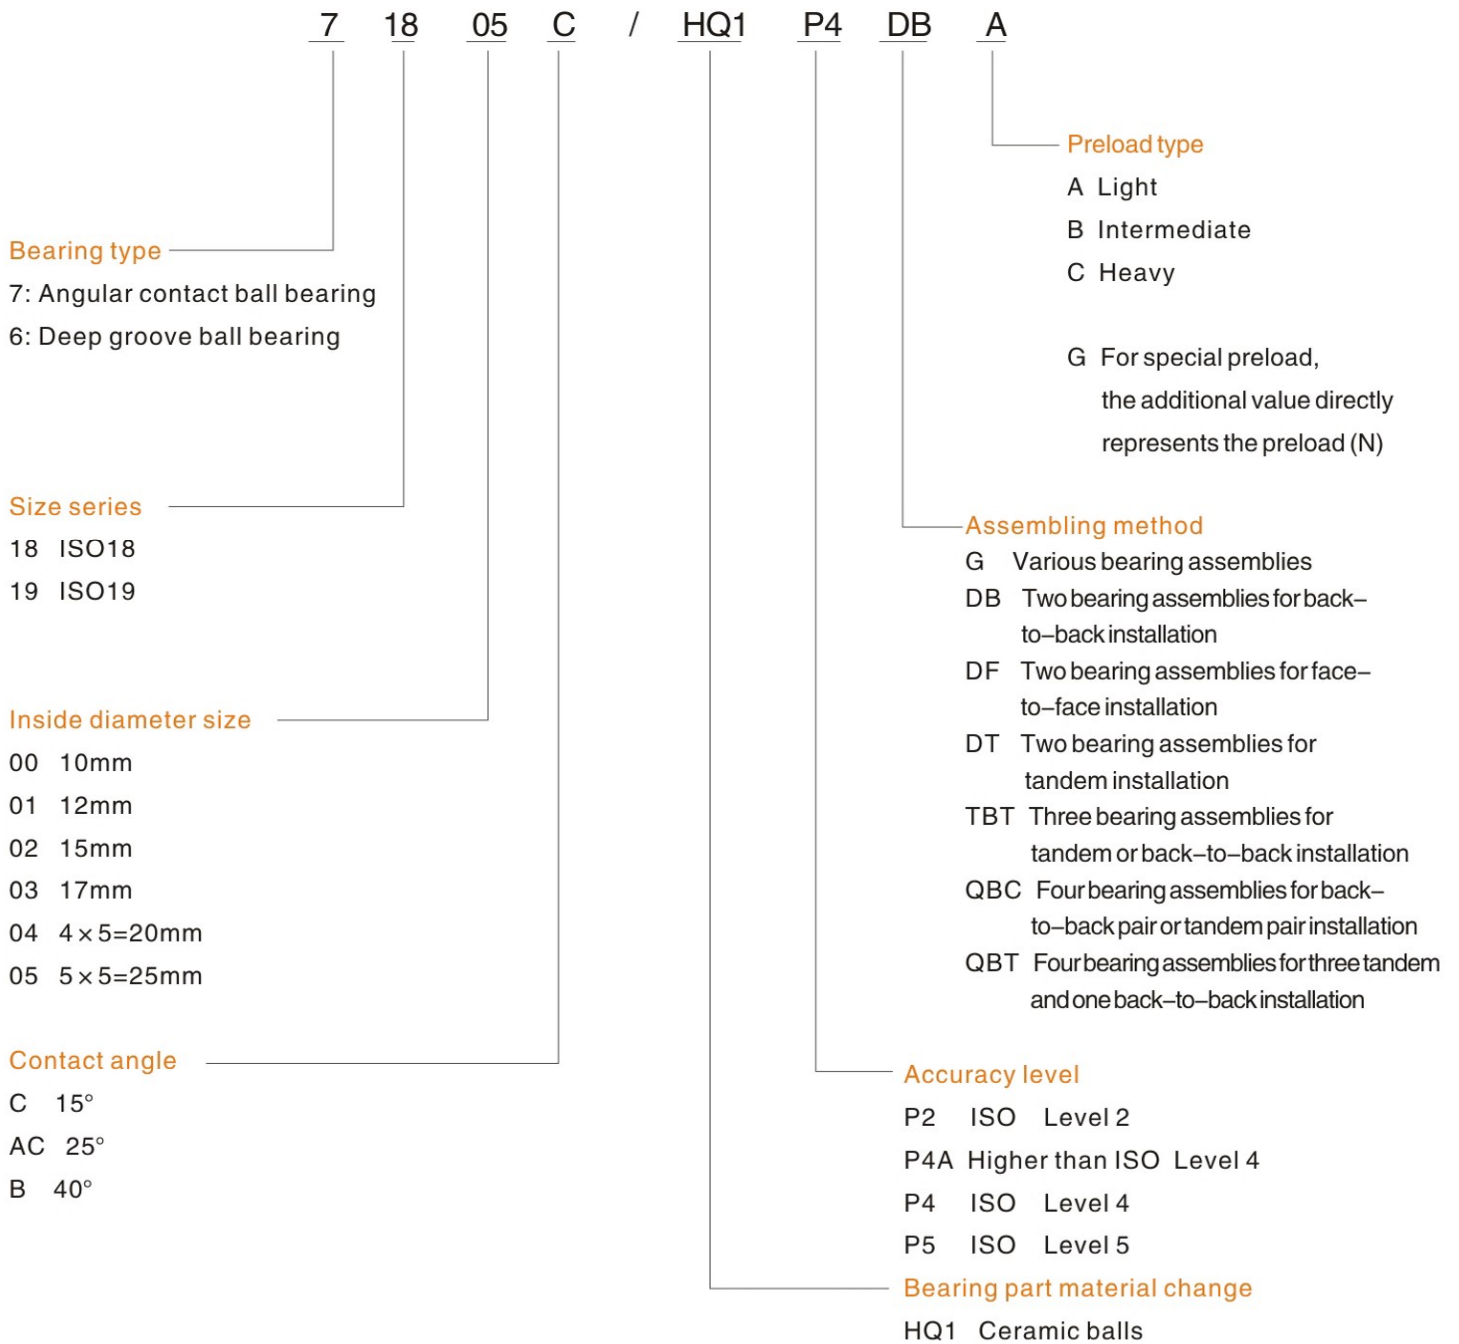 7 18 05 C / HQ1 P4 DB A
Preload type
A Light
B Intermediate
C Heavy
G For special preload,
the additional value directly
represents the preload (N)
Bearing type
7: Angular contact ball bearing
6: Deep groove ball bearing
Size series
18 ISO18
19 ISO19
Inside diameter size
00 10mm
01 12mm
02 15mm
03 17mm
04 4×5=20mm
05 5×5=25mm
Contact angle
C 15°
AC 25°
B 40°
Assembling method
G Various bearing assemblies
DB Two bearing assemblies for back–
to–back installation
DF Two bearing assemblies for face–
to–face installation
DT Two bearing assemblies for
tandem installation
TBT Three bearing assemblies for
tandem or back–to–back installation
QBC Four bearing assemblies for back–
to–back pair or tandem pair installation
QBT Four bearing assemblies for three tandem
and one back–to–back installation
Accuracy level
P2 ISO Level 2
P4A Higher than ISO Level 4
P4 ISO Level 4
P5 ISO Level 5
Bearing part material change
HQ1 Ceramic balls